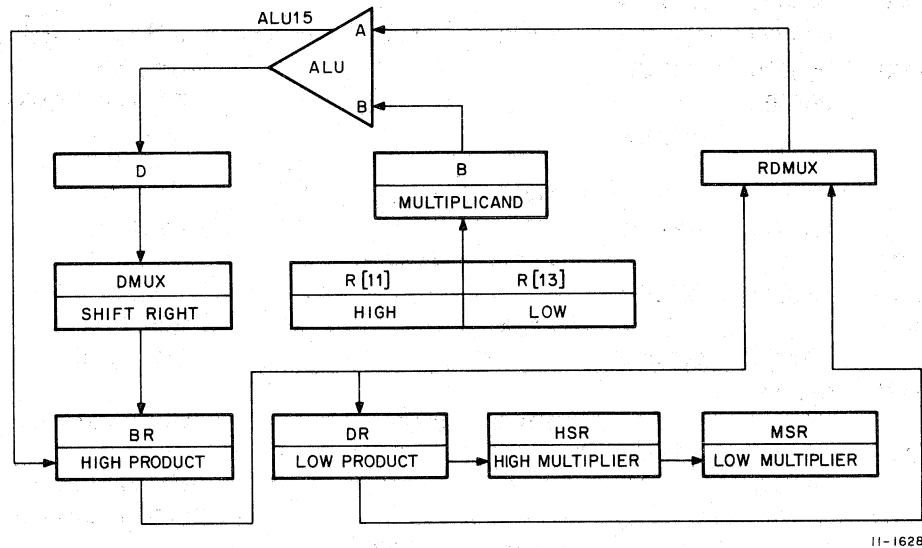 ALU15
A
ALU
B
D
B
MULTIPLICAND
RDMUX
DMUX
SHIFT RIGHT
R [11]
R [13]
HIGH
LOW
BR
HIGH PRODUCT
DR
LOW PRODUCT
HSR
HIGH MULTIPLIER
MSR
LOW MULTIPLIER
11-1628